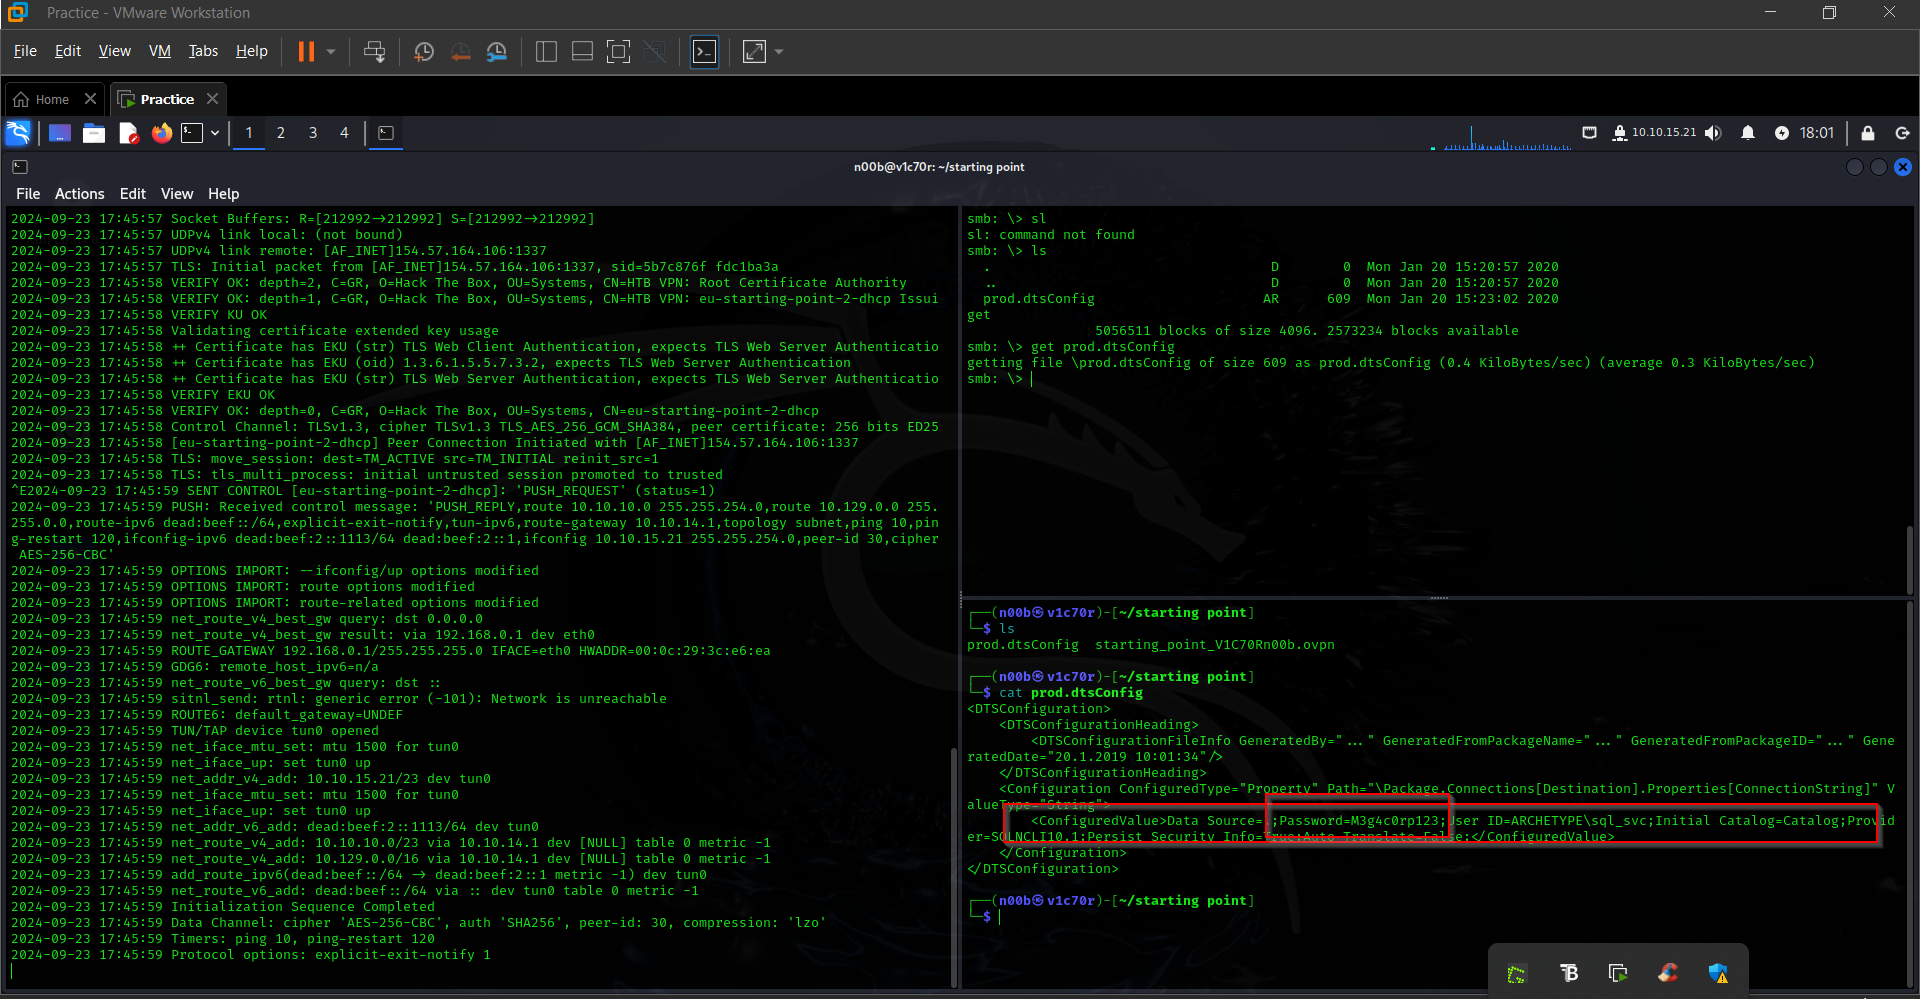 Practice - VMware Workstation
File Edit View VM Tabs Help
Home Practice
1 2 3 4 10.10.15.21 18:01
n00b@v1c70r: ~/starting point
File Actions Edit View Help
2024-09-23 17:45:57 Socket Buffers: R=[212992→212992] S=[212992→212992]
2024-09-23 17:45:57 UDPv4 link local: (not bound)
2024-09-23 17:45:57 UDPv4 link remote: [AF_INET]154.57.164.106:1337
2024-09-23 17:45:57 TLS: Initial packet from [AF_INET]154.57.164.106:1337, sid=5b7c876f fdc1ba3a
2024-09-23 17:45:58 VERIFY OK: depth=2, C=GR, O=Hack The Box, OU=Systems, CN=HTB VPN: Root Certificate Authority
2024-09-23 17:45:58 VERIFY OK: depth=1, C=GR, O=Hack The Box, OU=Systems, CN=HTB VPN: eu-starting-point-2-dhcp Issui
2024-09-23 17:45:58 VERIFY KU OK
2024-09-23 17:45:58 Validating certificate extended key usage
2024-09-23 17:45:58 ++ Certificate has EKU (str) TLS Web Client Authentication, expects TLS Web Server Authenticatio
2024-09-23 17:45:58 ++ Certificate has EKU (oid) 1.3.6.1.5.5.7.3.2, expects TLS Web Server Authentication
2024-09-23 17:45:58 ++ Certificate has EKU (str) TLS Web Server Authentication, expects TLS Web Server Authenticatio
2024-09-23 17:45:58 VERIFY EKU OK
2024-09-23 17:45:58 VERIFY OK: depth=0, C=GR, O=Hack The Box, OU=Systems, CN=eu-starting-point-2-dhcp
2024-09-23 17:45:58 Control Channel: TLSv1.3, cipher TLSv1.3 TLS_AES_256_GCM_SHA384, peer certificate: 256 bits ED25
2024-09-23 17:45:58 [eu-starting-point-2-dhcp] Peer Connection Initiated with [AF_INET]154.57.164.106:1337
2024-09-23 17:45:58 TLS: move_session: dest=TM_ACTIVE src=TM_INITIAL reinit_src=1
2024-09-23 17:45:58 TLS: tls_multi_process: initial untrusted session promoted to trusted
^E2024-09-23 17:45:59 SENT CONTROL [eu-starting-point-2-dhcp]: 'PUSH_REQUEST' (status=1)
2024-09-23 17:45:59 PUSH: Received control message: 'PUSH_REPLY,route 10.10.10.0 255.255.254.0,route 10.129.0.0 255.
255.0.0,route-ipv6 dead:beef::/64,explicit-exit-notify,tun-ipv6,route-gateway 10.10.14.1,topology subnet,ping 10,pin
g-restart 120,ifconfig-ipv6 dead:beef:2::1113/64 dead:beef:2::1,ifconfig 10.10.15.21 255.255.254.0,peer-id 30,cipher
AES-256-CBC'
2024-09-23 17:45:59 OPTIONS IMPORT: --ifconfig/up options modified
2024-09-23 17:45:59 OPTIONS IMPORT: route options modified
2024-09-23 17:45:59 OPTIONS IMPORT: route-related options modified
2024-09-23 17:45:59 net_route_v4_best_gw query: dst 0.0.0.0
2024-09-23 17:45:59 net_route_v4_best_gw result: via 192.168.0.1 dev eth0
2024-09-23 17:45:59 ROUTE_GATEWAY 192.168.0.1/255.255.255.0 IFACE=eth0 HWADDR=00:0c:29:3c:e6:ea
2024-09-23 17:45:59 GDG6: remote_host_ipv6=n/a
2024-09-23 17:45:59 net_route_v6_best_gw query: dst ::
2024-09-23 17:45:59 sitnl_send: rtnl: generic error (-101): Network is unreachable
2024-09-23 17:45:59 ROUTE6: default_gateway=UNDEF
2024-09-23 17:45:59 TUN/TAP device tun0 opened
2024-09-23 17:45:59 net_iface_mtu_set: mtu 1500 for tun0
2024-09-23 17:45:59 net_iface_up: set tun0 up
2024-09-23 17:45:59 net_addr_v4_add: 10.10.15.21/23 dev tun0
2024-09-23 17:45:59 net_iface_mtu_set: mtu 1500 for tun0
2024-09-23 17:45:59 net_iface_up: set tun0 up
2024-09-23 17:45:59 net_addr_v6_add: dead:beef:2::1113/64 dev tun0
2024-09-23 17:45:59 net_route_v4_add: 10.10.10.0/23 via 10.10.14.1 dev [NULL] table 0 metric -1
2024-09-23 17:45:59 net_route_v4_add: 10.129.0.0/16 via 10.10.14.1 dev [NULL] table 0 metric -1
2024-09-23 17:45:59 add_route_ipv6(dead:beef::/64 → dead:beef:2::1 metric -1) dev tun0
2024-09-23 17:45:59 net_route_v6_add: dead:beef::/64 via :: dev tun0 table 0 metric -1
2024-09-23 17:45:59 Initialization Sequence Completed
2024-09-23 17:45:59 Data Channel: cipher 'AES-256-CBC', auth 'SHA256', peer-id: 30, compression: 'lzo'
2024-09-23 17:45:59 Timers: ping 10, ping-restart 120
2024-09-23 17:45:59 Protocol options: explicit-exit-notify 1
smb: \> sl
sl: command not found
smb: \> ls
. D 0 Mon Jan 20 15:20:57 2020
.. D 0 Mon Jan 20 15:20:57 2020
prod.dtsConfig AR 609 Mon Jan 20 15:23:02 2020
get
5056511 blocks of size 4096. 2573234 blocks available
smb: \> get prod.dtsConfig
getting file \prod.dtsConfig of size 609 as prod.dtsConfig (0.4 KiloBytes/sec) (average 0.3 KiloBytes/sec)
smb: \>
┌──(n00b㉿v1c70r)-[~/starting point]
└─$ ls
prod.dtsConfig starting_point_V1C70Rn00b.ovpn
┌──(n00b㉿v1c70r)-[~/starting point]
└─$ cat prod.dtsConfig
<DTSConfiguration>
<DTSConfigurationHeading>
<DTSConfigurationFileInfo GeneratedBy="..." GeneratedFromPackageName="..." GeneratedFromPackageID="..." Gene
ratedDate="20.1.2019 10:01:34"/>
</DTSConfigurationHeading>
<Configuration ConfiguredType="Property" Path="\Package.Connections[Destination].Properties[ConnectionString]" V
alueType="String">
<ConfiguredValue>Data Source=.;Password=M3g4c0rp123;User ID=ARCHETYPE\sql_svc;Initial Catalog=Catalog;Provid
er=SQLNCLI10.1;Persist Security Info=True;Auto Translate=False;</ConfiguredValue>
</Configuration>
</DTSConfiguration>
┌──(n00b㉿v1c70r)-[~/starting point]
└─$